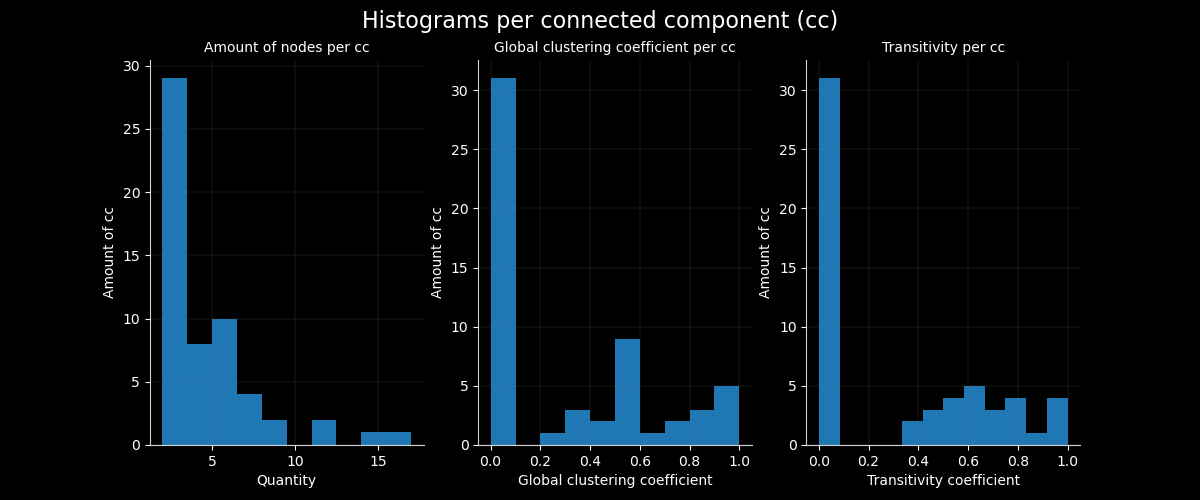 Histograms per connected component (cc)
Amount of nodes per cc
Global clustering coefficient per cc
Transitivity per cc
Amount of cc
30
25
20
15
10
5
0
5 10 15
Quantity
Amount of cc
30
25
20
15
10
5
0
0.0 0.2 0.4 0.6 0.8 1.0
Global clustering coefficient
Amount of cc
30
25
20
15
10
5
0
0.0 0.2 0.4 0.6 0.8 1.0
Transitivity coefficient